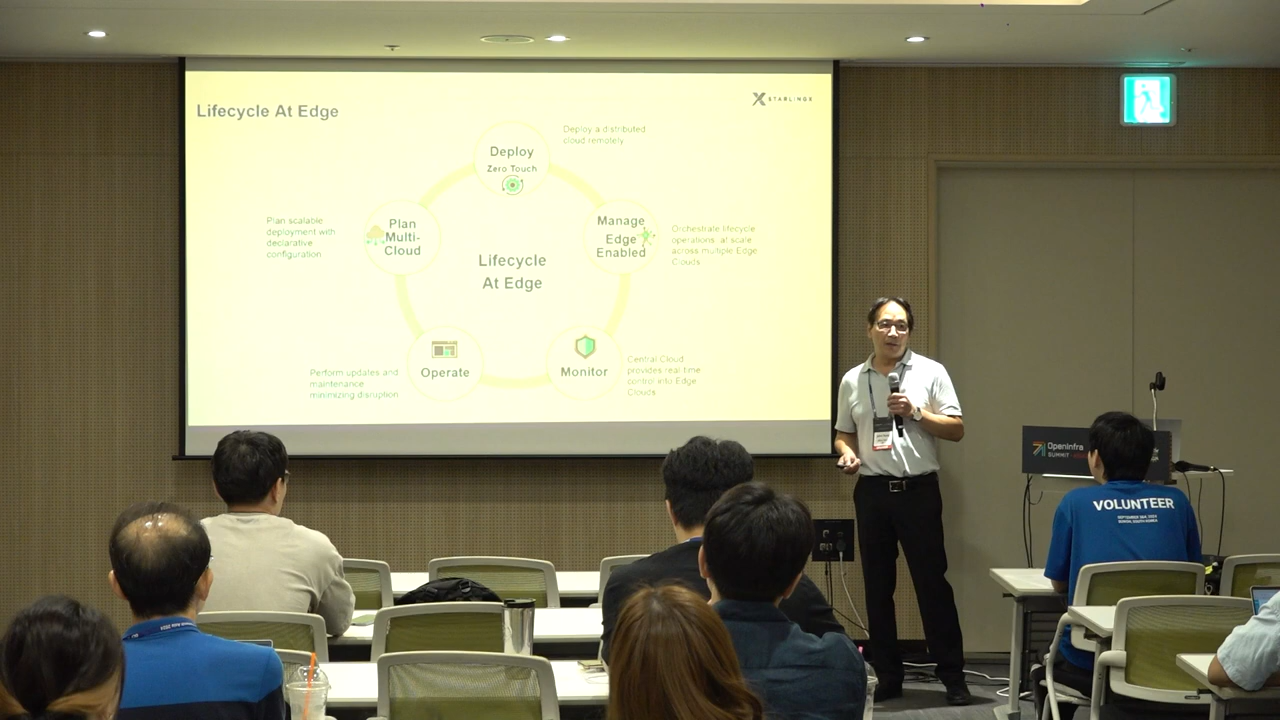 Lifecycle At Edge
STARLINGX
Deploy
Zero Touch
Deploy a distributed
cloud remotely
Plan
Multi-
Cloud
Plan scalable
deployment with
declarative
configuration
Manage
Edge
Enabled
Orchestrate lifecycle
operations at scale
across multiple Edge
Clouds
Lifecycle
At Edge
Operate
Perform updates and
maintenance
minimizing disruption
Monitor
Central Cloud
provides real time
control into Edge
Clouds
OpenInfra
SUMMIT
VOLUNTEER